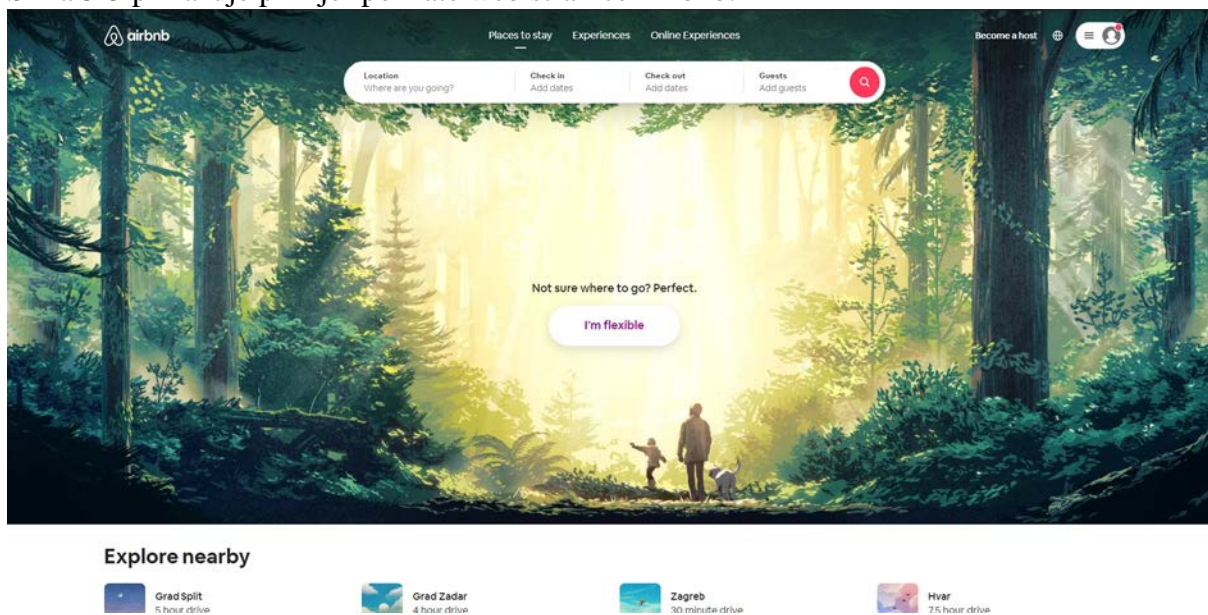 airbnb
Places to stay Experiences Online Experiences
Become a host
Location Check in Check out Guests
Where are you going? Add dates Add dates Add guests
Not sure where to go? Perfect.
I'm flexible
Explore nearby
Grad Split Grad Zadar Zagreb Hvar
5 hour drive 4 hour drive 30 minute drive 7.5 hour drive